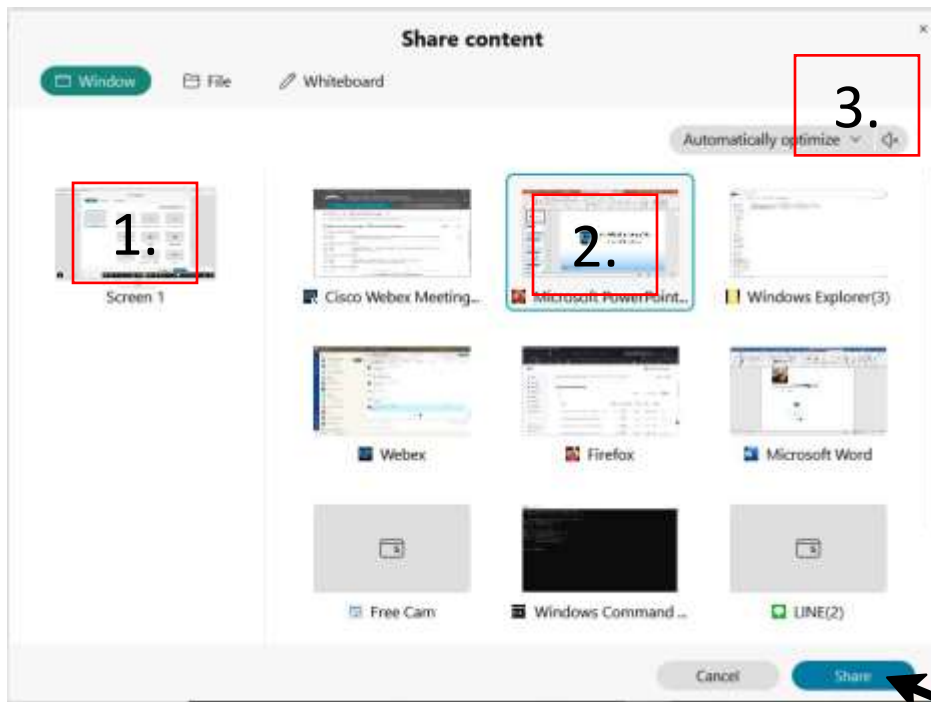 Share content
Window
File
Whiteboard
3.
Automatically optimize
1.
2.
Screen 1
Cisco Webex Meeting...
Microsoft PowerPoint...
Windows Explorer(3)
Webex
Firefox
Microsoft Word
Free Cam
Windows Command ...
LINE(2)
Cancel
Share